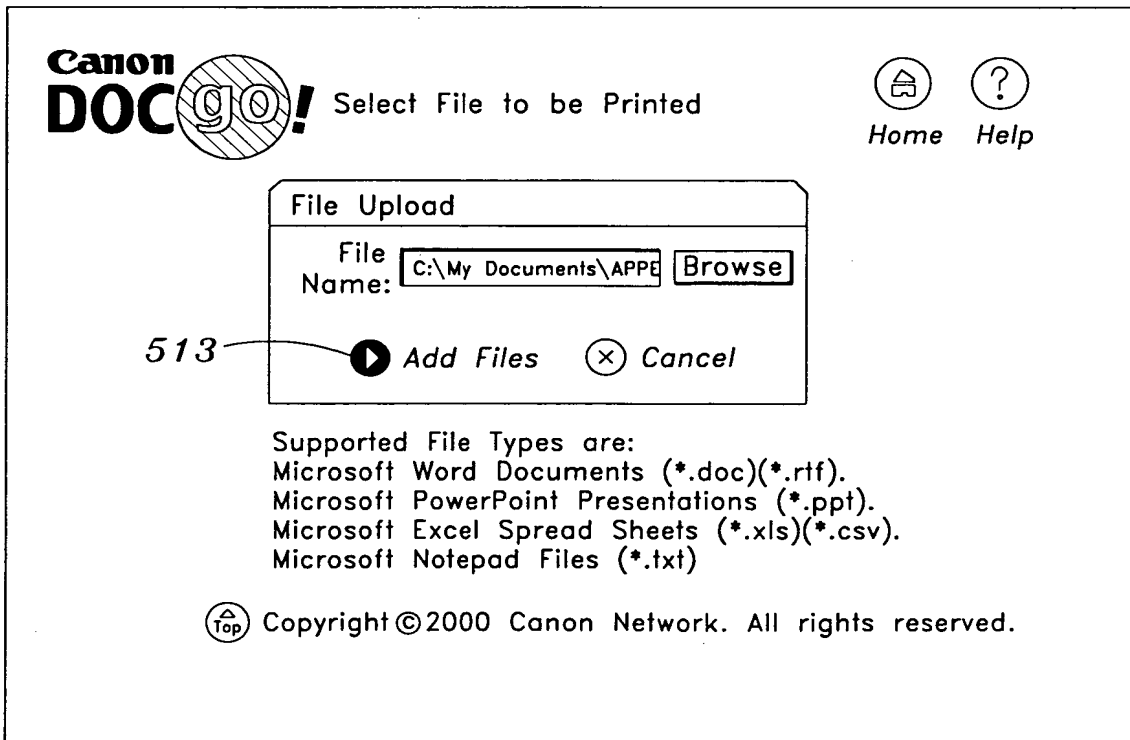 Canon
DOC go! Select File to be Printed
Home Help
File Upload
File
Name: C:\My Documents\APPE Browse
513 Add Files Cancel
Supported File Types are:
Microsoft Word Documents (*.doc)(*.rtf).
Microsoft PowerPoint Presentations (*.ppt).
Microsoft Excel Spread Sheets (*.xls)(*.csv).
Microsoft Notepad Files (*.txt)
Top Copyright©2000 Canon Network. All rights reserved.